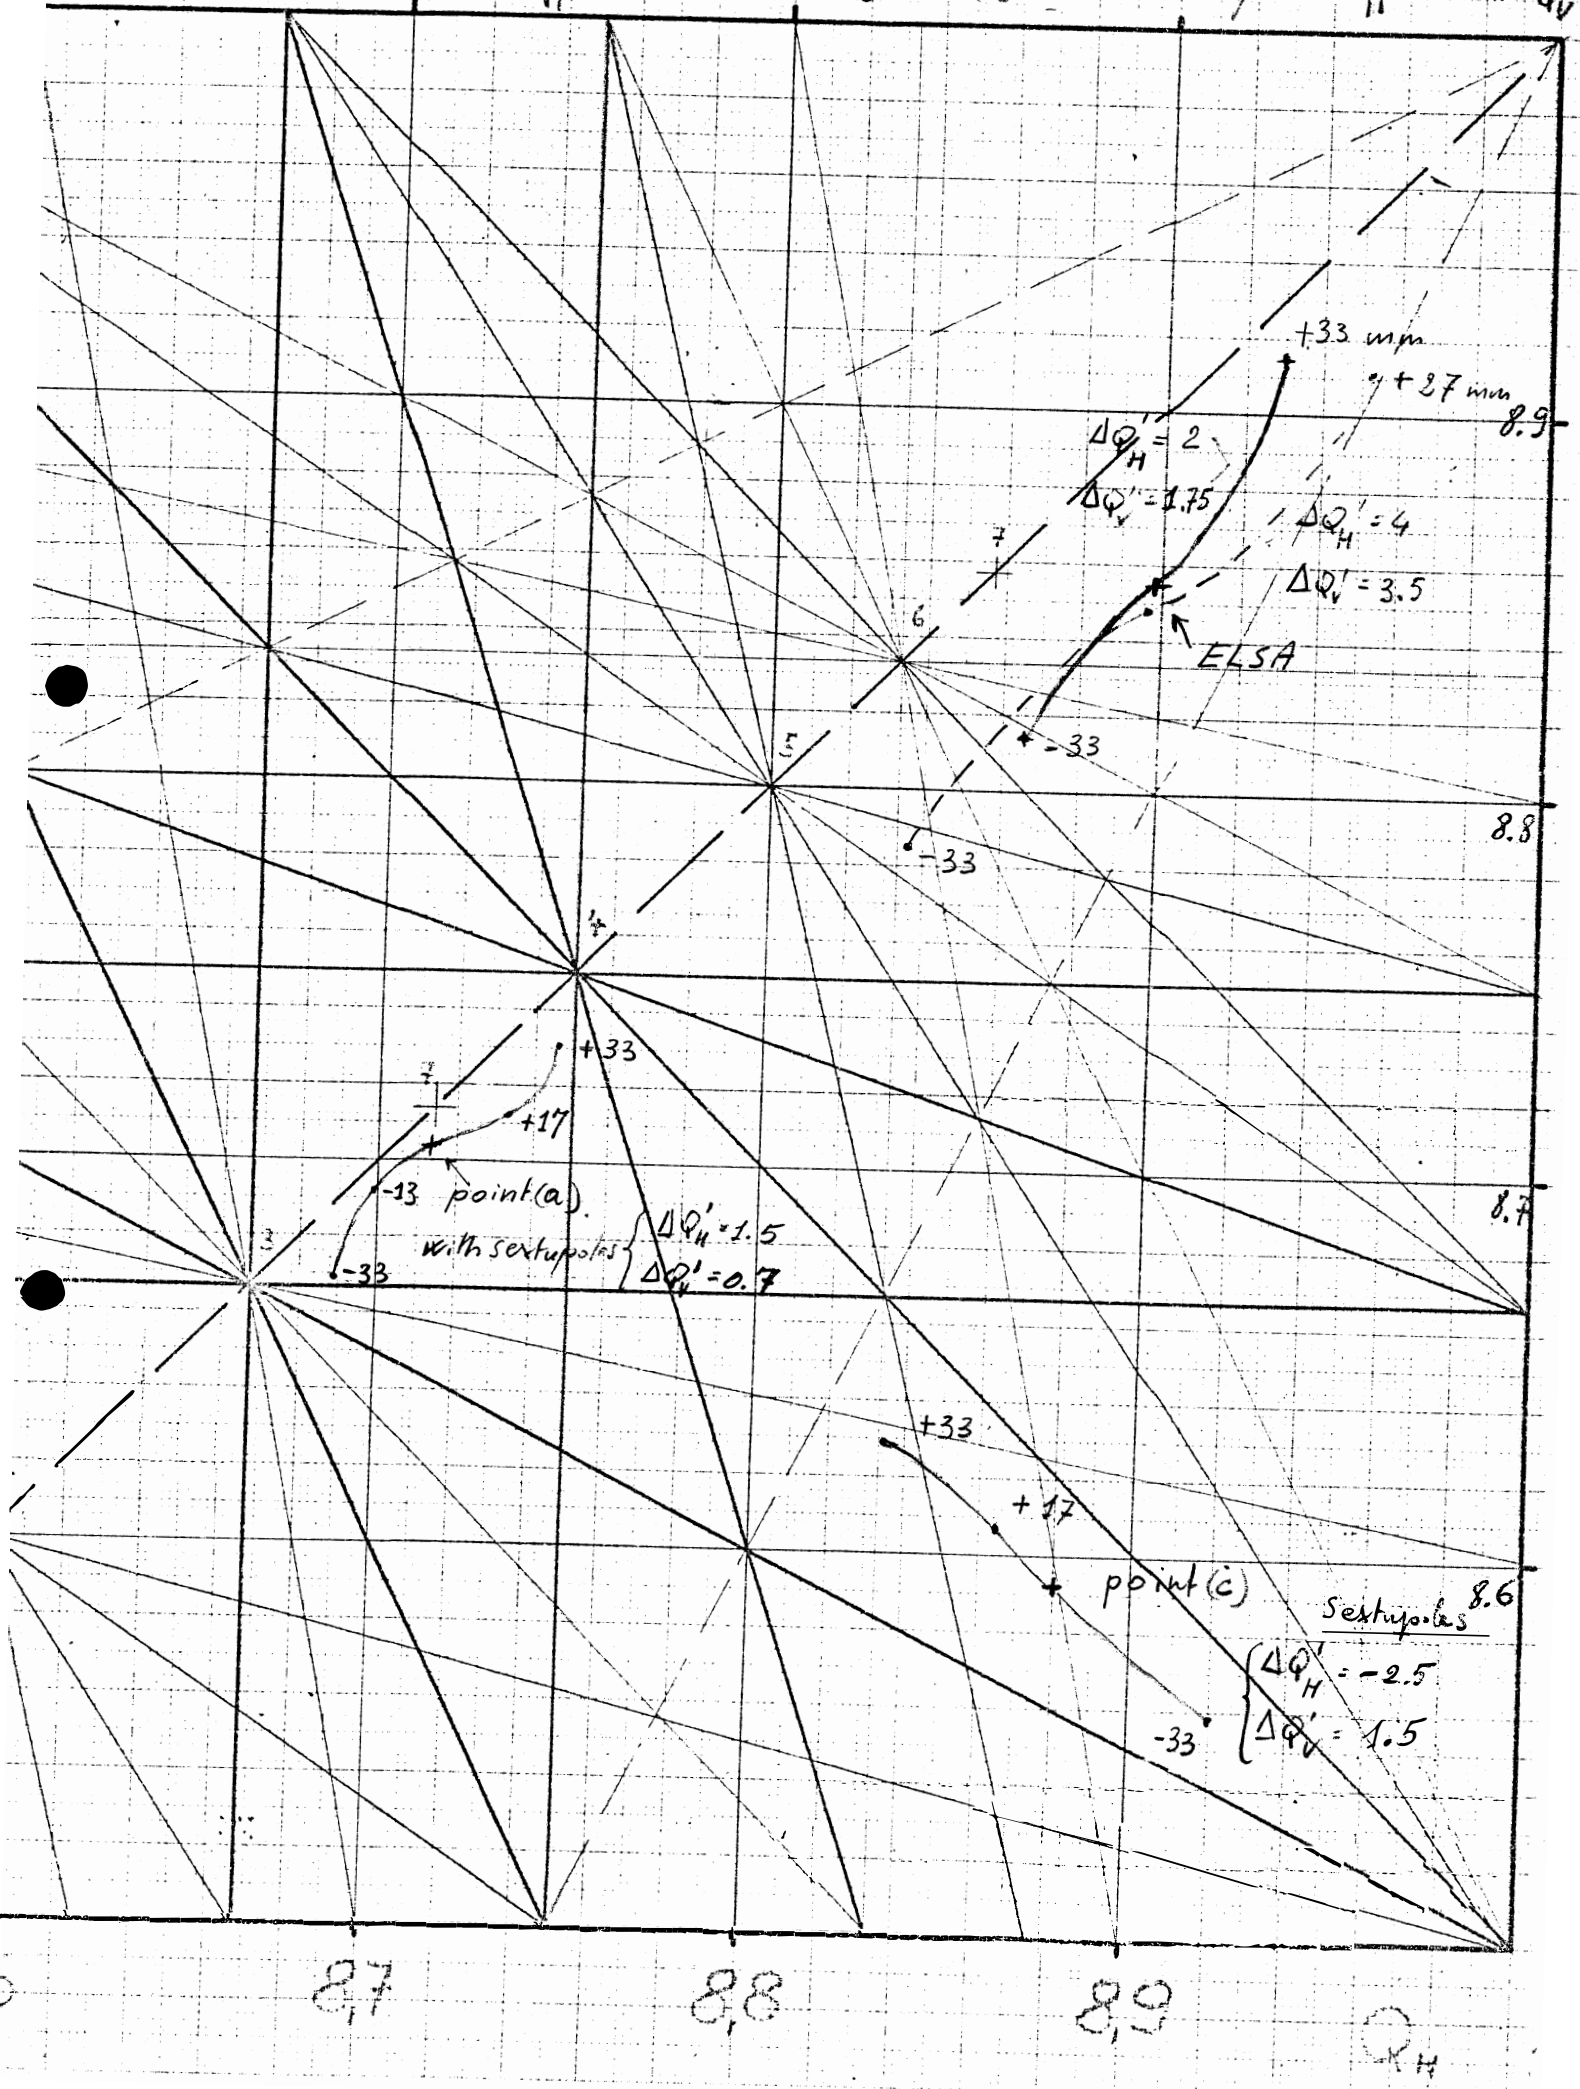 +33 mm
+27 mm
8.9
ΔQ'H = 2
ΔQ'v = 1.75
7
ΔQ'H = 4
ΔQ'v = 3.5
6
ELSA
5
-33
8.8
-33
4
+33
7
+17
-13 point(a)
8.7
3
with sextupoles { ΔQ'H = 1.5
ΔQ'v = 0.7
-33
+33
+17
point(c)
8.6
Sextupoles
ΔQ'H = -2.5
ΔQ'v = 1.5
-33
8,7 8,8 8,9
QH